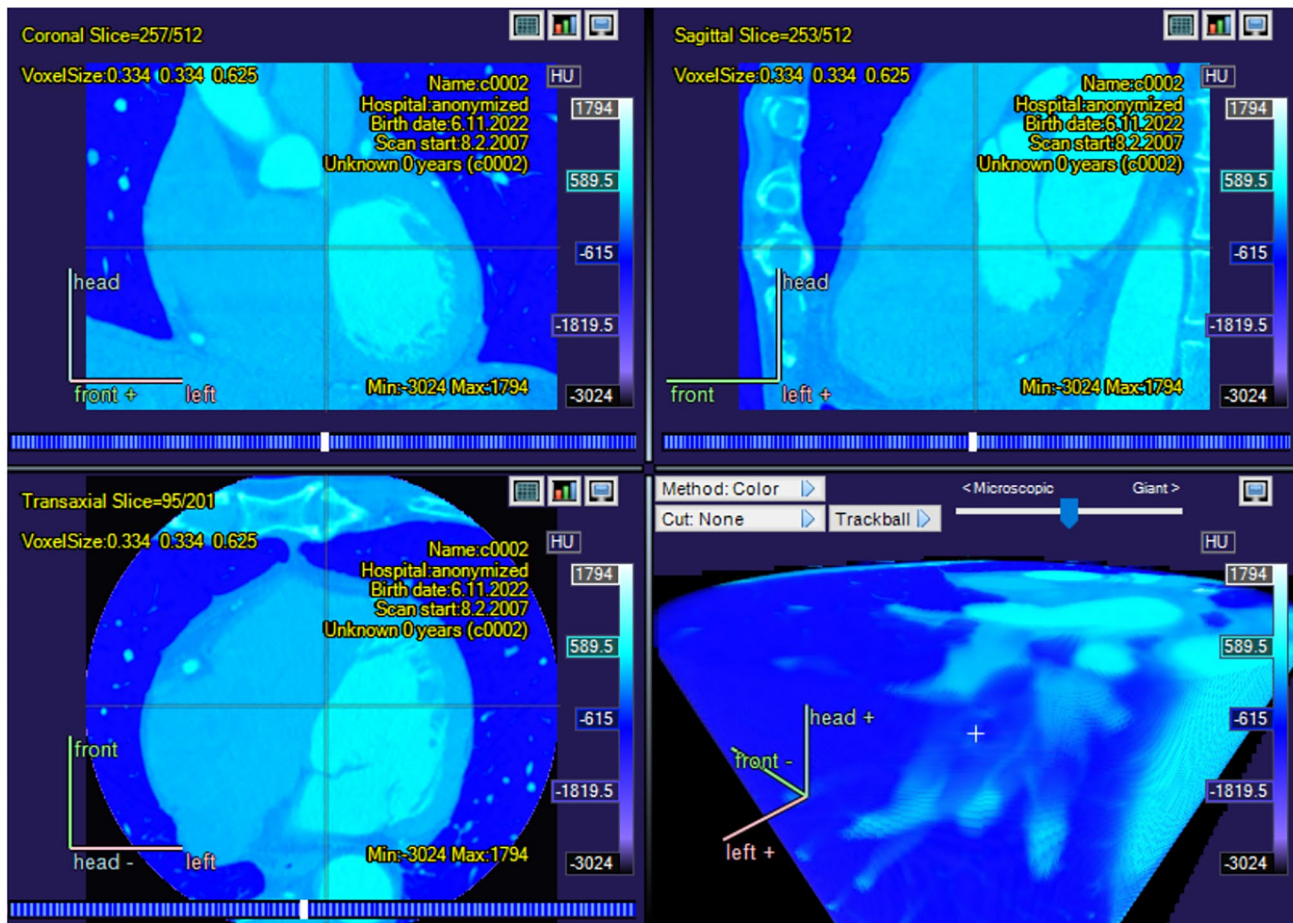 Coronal Slice=257/512
VoxelSize:0.334 0.334 0.625
Name:c0002
Hospital:anonymized
Birth date:6.11.2022
Scan start:8.2.2007
Unknown 0 years (c0002)
HU
1794
589.5
-615
-1819.5
-3024
head
front +
left
Min:-3024 Max:1794
Sagittal Slice=253/512
VoxelSize:0.334 0.334 0.625
Name:c0002
Hospital:anonymized
Birth date:6.11.2022
Scan start:8.2.2007
Unknown 0 years (c0002)
HU
1794
589.5
-615
-1819.5
-3024
head
front
left +
Min:-3024 Max:1794
Transaxial Slice=95/201
VoxelSize:0.334 0.334 0.625
Name:c0002
Hospital:anonymized
Birth date:6.11.2022
Scan start:8.2.2007
Unknown 0 years (c0002)
HU
1794
589.5
-615
-1819.5
-3024
front
head -
left
Min:-3024 Max:1794
Method: Color
< Microscopic
Giant >
Cut: None
Trackball
HU
1794
589.5
-615
-1819.5
-3024
head +
front -
left +